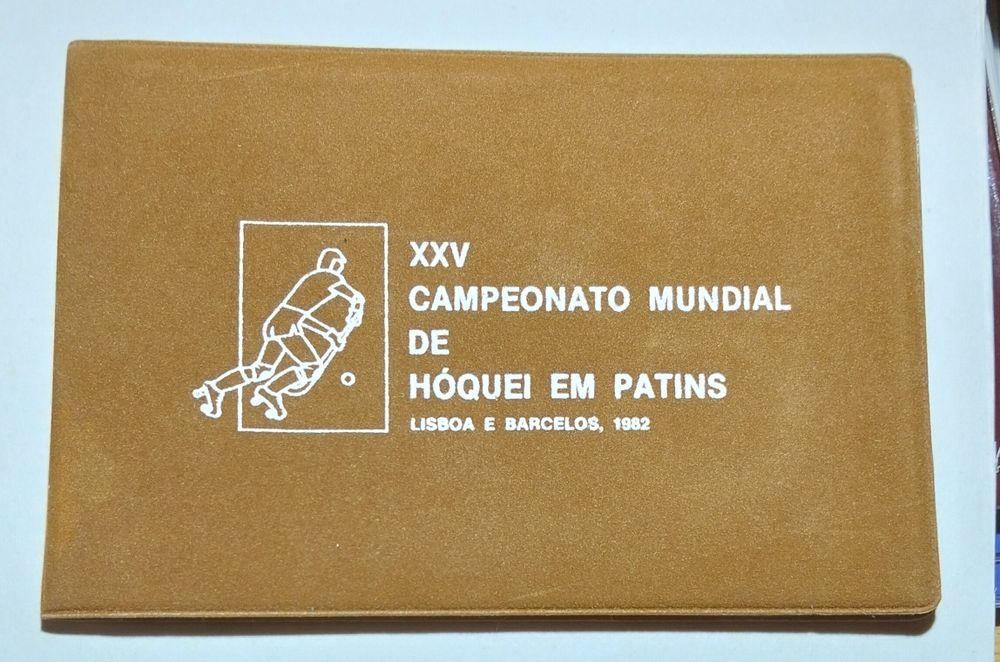 XXV
CAMPEONATO MUNDIAL
DE
HÓQUEI EM PATINS
LISBOA E BARCELOS, 1982